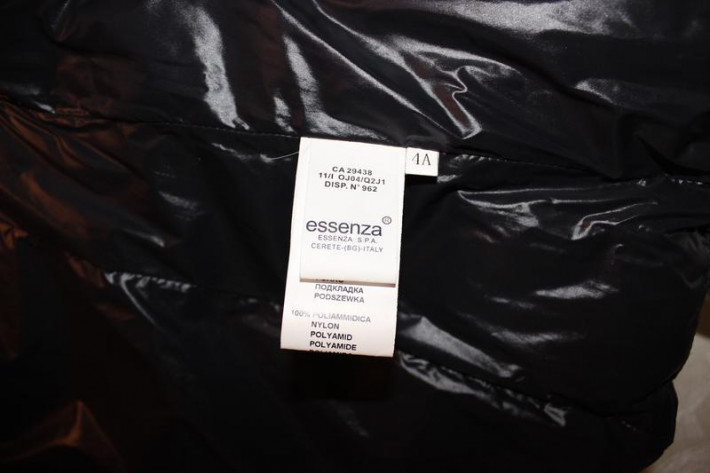 CA 29438
11/I OJ04/Q2J1
DISP. N° 962
4A
essenza®
ESSENZA S.P.A.
CERETE-(BG)-ITALY
ПОДКЛАДКА
PODSZEWKA
100% POLIAMMIDICA
NYLON
POLYAMID
POLYAMIDE